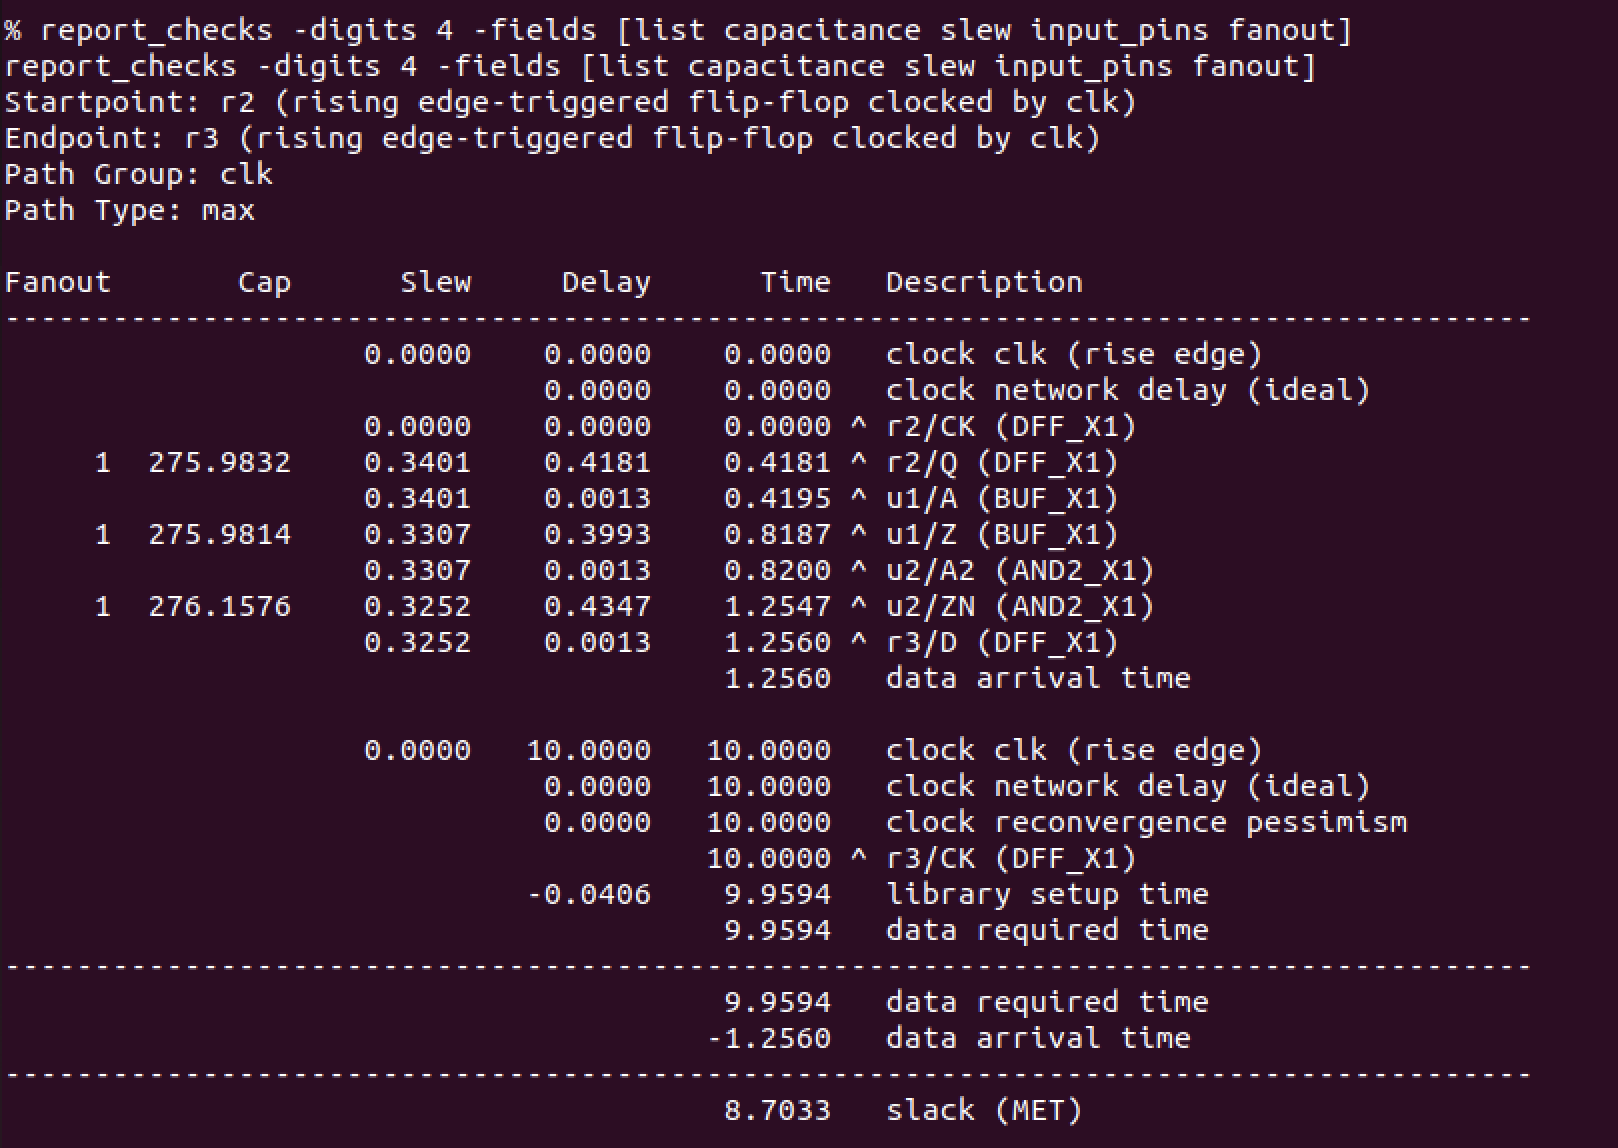 % report_checks -digits 4 -fields [list capacitance slew input_pins fanout]
report_checks -digits 4 -fields [list capacitance slew input_pins fanout]
Startpoint: r2 (rising edge-triggered flip-flop clocked by clk)
Endpoint: r3 (rising edge-triggered flip-flop clocked by clk)
Path Group: clk
Path Type: max

Fanout       Cap      Slew     Delay      Time   Description
-------------------------------------------------------------------------------------
                    0.0000    0.0000    0.0000   clock clk (rise edge)
                              0.0000    0.0000   clock network delay (ideal)
                    0.0000    0.0000    0.0000 ^ r2/CK (DFF_X1)
     1  275.9832    0.3401    0.4181    0.4181 ^ r2/Q (DFF_X1)
                    0.3401    0.0013    0.4195 ^ u1/A (BUF_X1)
     1  275.9814    0.3307    0.3993    0.8187 ^ u1/Z (BUF_X1)
                    0.3307    0.0013    0.8200 ^ u2/A2 (AND2_X1)
     1  276.1576    0.3252    0.4347    1.2547 ^ u2/ZN (AND2_X1)
                    0.3252    0.0013    1.2560 ^ r3/D (DFF_X1)
                                        1.2560   data arrival time

                    0.0000   10.0000   10.0000   clock clk (rise edge)
                              0.0000   10.0000   clock network delay (ideal)
                              0.0000   10.0000   clock reconvergence pessimism
                                       10.0000 ^ r3/CK (DFF_X1)
                             -0.0406    9.9594   library setup time
                                        9.9594   data required time
-------------------------------------------------------------------------------------
                                        9.9594   data required time
                                       -1.2560   data arrival time
-------------------------------------------------------------------------------------
                                        8.7033   slack (MET)